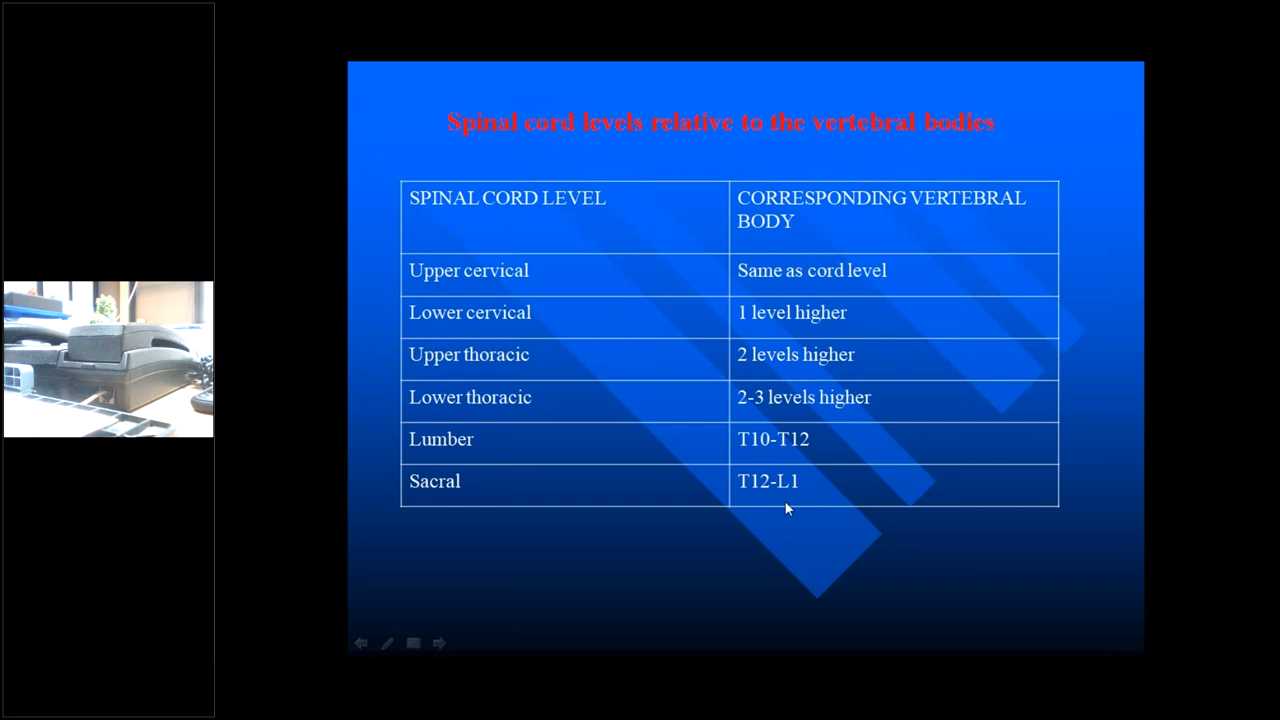 Spinal cord levels relative to the vertebral bodies
SPINAL CORD LEVEL
CORRESPONDING VERTEBRAL
BODY
Upper cervical
Same as cord level
Lower cervical
1 level higher
Upper thoracic
2 levels higher
Lower thoracic
2-3 levels higher
Lumber
T10-T12
Sacral
T12-L1